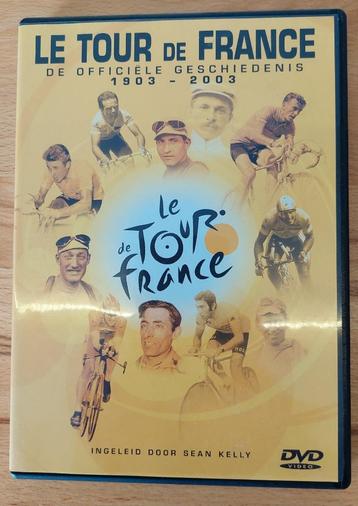 LE TOUR DE FRANCE
DE OFFICIËLE GESCHIEDENIS
1903 - 2003
Le
de TOUR
france
INGELEID DOOR SEAN KELLY
DVD
VIDEO